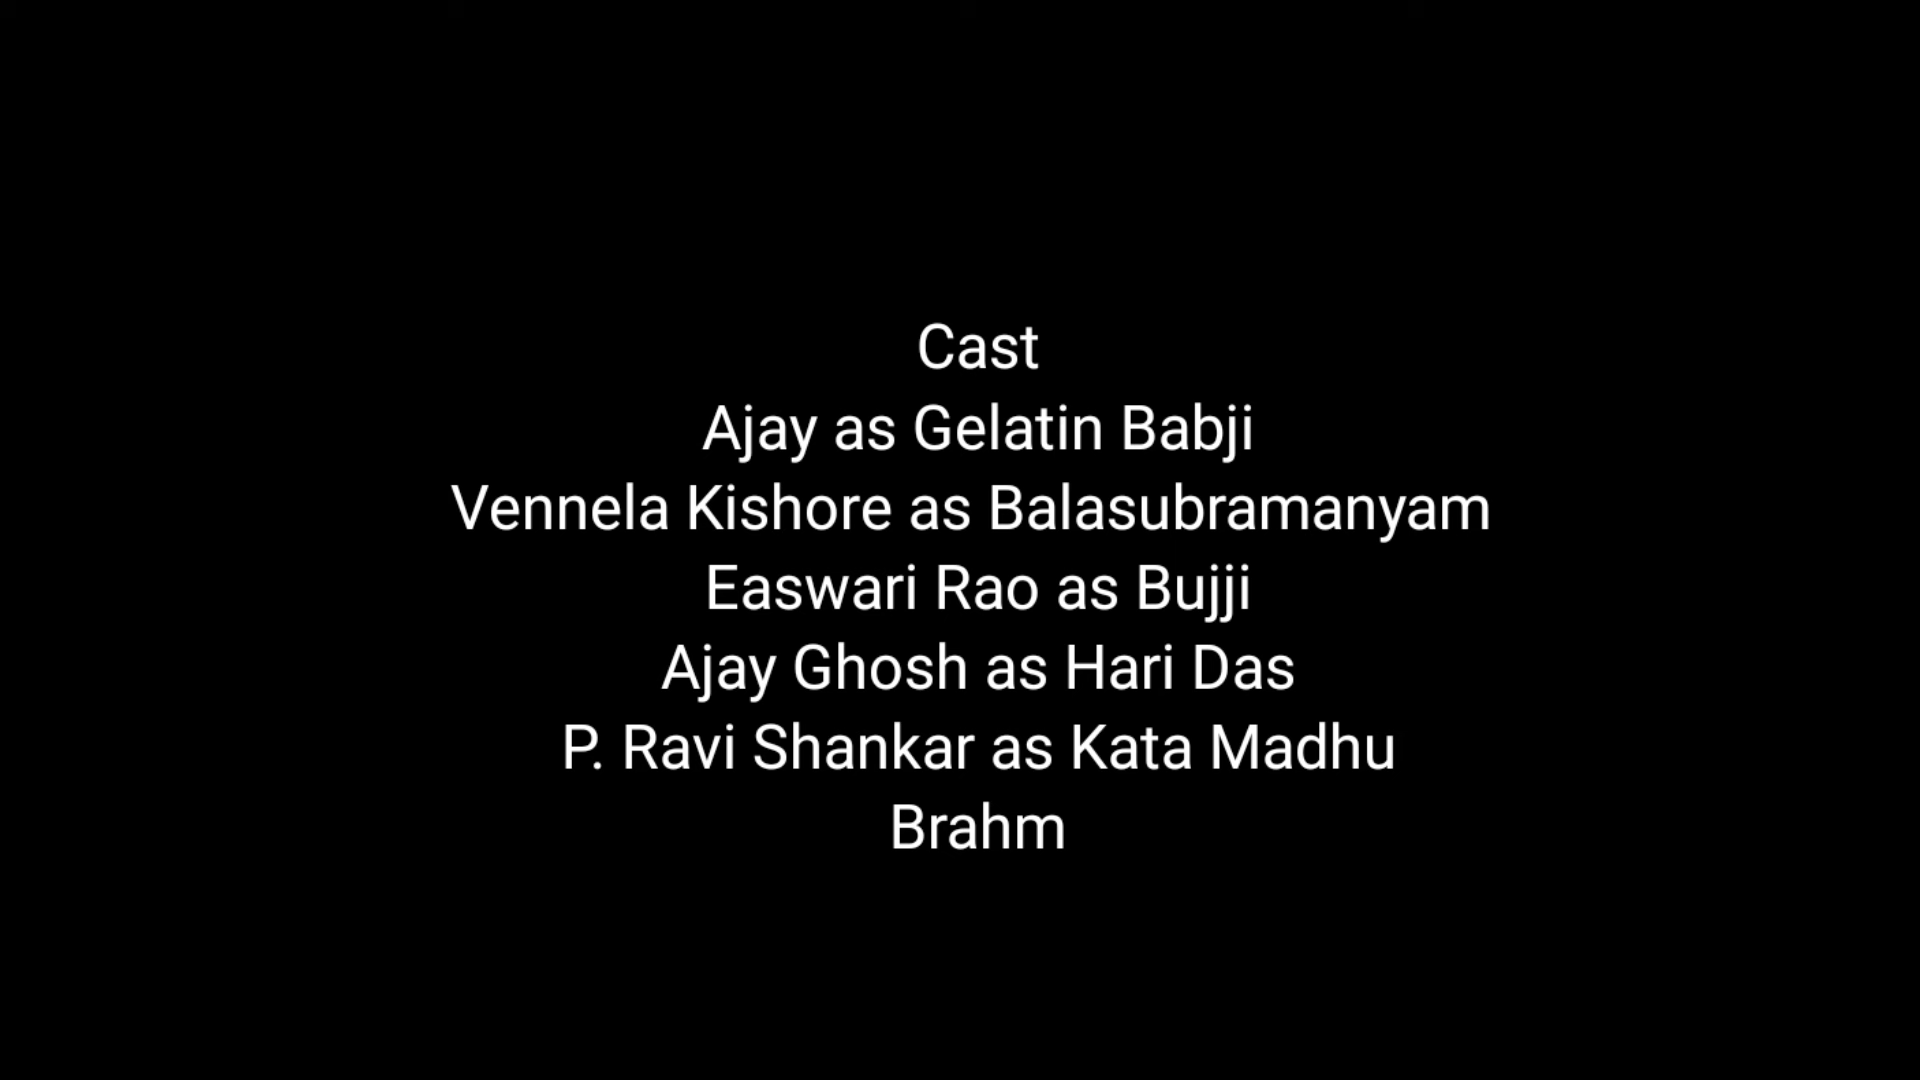 Cast
Ajay as Gelatin Babji
Vennela Kishore as Balasubramanyam
Easwari Rao as Bujji
Ajay Ghosh as Hari Das
P. Ravi Shankar as Kata Madhu
Brahm